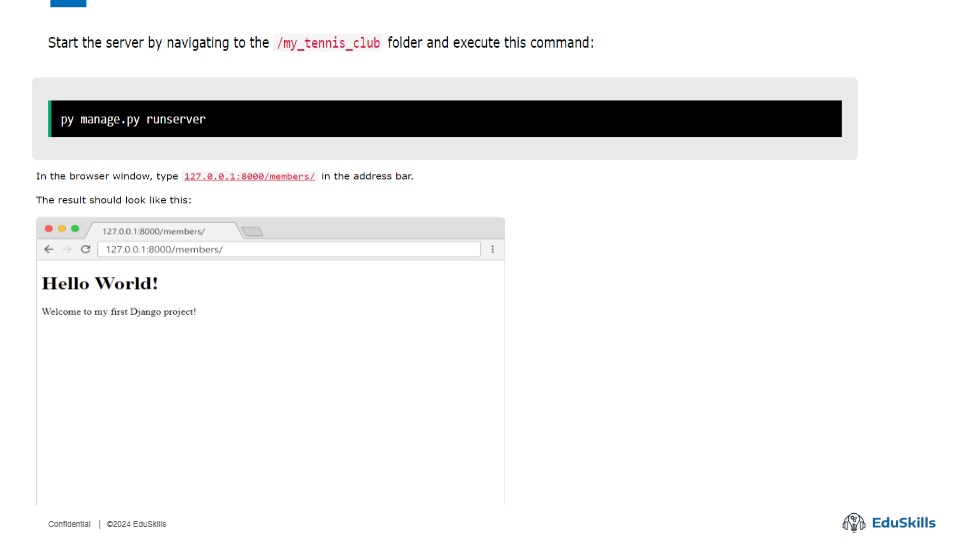 Start the server by navigating to the /my_tennis_club folder and execute this command:
py manage.py runserver
In the browser window, type 127.0.0.1:8000/members/ in the address bar.
The result should look like this:
127.0.0.1:8000/members/
127.0.0.1:8000/members/
Hello World!
Welcome to my first Django project!
Confidential | ©2024 EduSkills
EduSkills